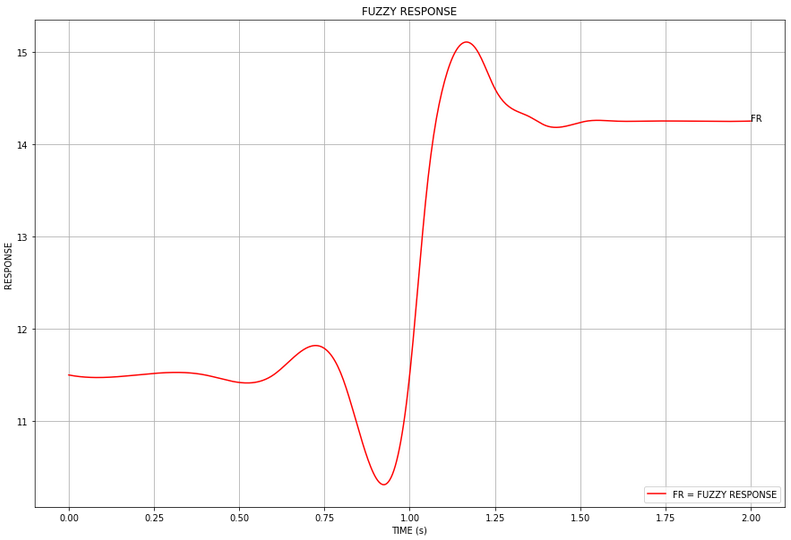 FUZZY RESPONSE
15
14
13
12
11
RESPONSE
FR
FR = FUZZY RESPONSE
0.00 0.25 0.50 0.75 1.00 1.25 1.50 1.75 2.00
TIME (s)